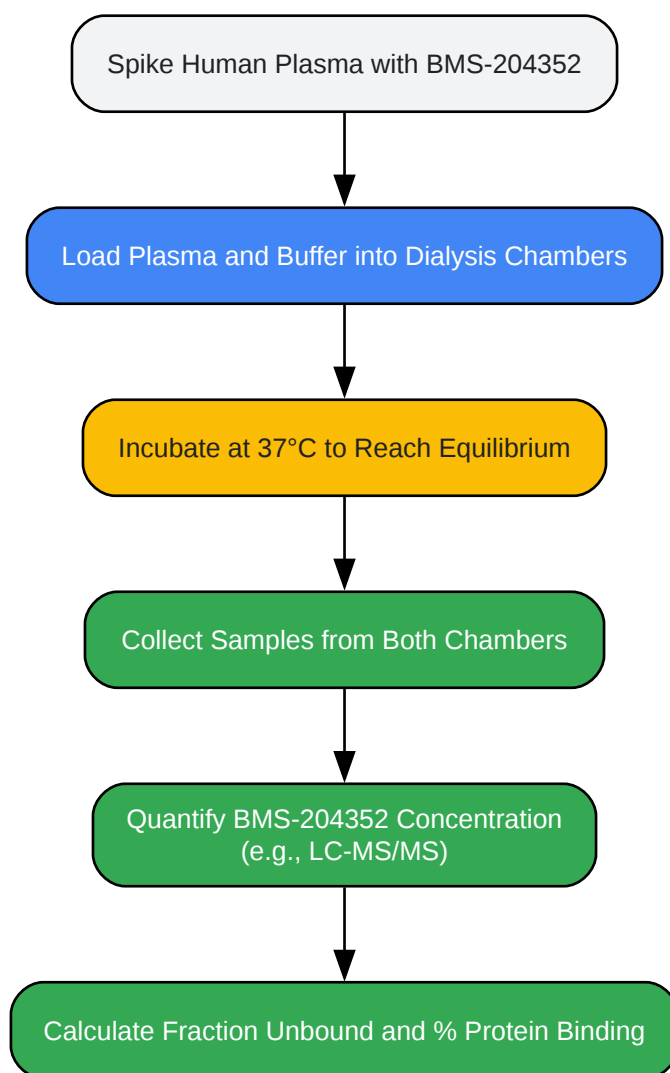 Spike Human Plasma with BMS-204352
Load Plasma and Buffer into Dialysis Chambers
Incubate at 37°C to Reach Equilibrium
Collect Samples from Both Chambers
Quantify BMS-204352 Concentration
(e.g., LC-MS/MS)
Calculate Fraction Unbound and % Protein Binding